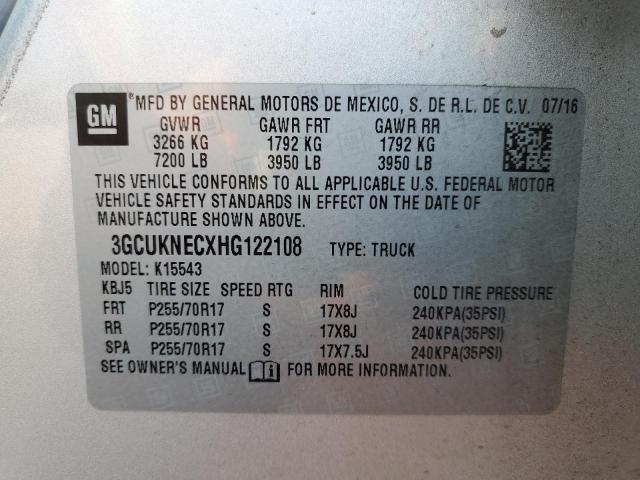 GM ® MFD BY GENERAL MOTORS DE MEXICO, S. DE R.L. DE C.V. 07/16
GVWR GAWR FRT GAWR RR
3266 KG 1792 KG 1792 KG
7200 LB 3950 LB 3950 LB
THIS VEHICLE CONFORMS TO ALL APPLICABLE U.S. FEDERAL MOTOR
VEHICLE SAFETY STANDARDS IN EFFECT ON THE DATE OF
MANUFACTURE SHOWN ABOVE.
3GCUKNECXHG122108 TYPE: TRUCK
MODEL: K15543
KBJ5 TIRE SIZE SPEED RTG RIM COLD TIRE PRESSURE
FRT P255/70R17 S 17X8J 240KPA(35PSI)
RR P255/70R17 S 17X8J 240KPA(35PSI)
SPA P255/70R17 S 17X7.5J 240KPA(35PSI)
SEE OWNER'S MANUAL i FOR MORE INFORMATION.